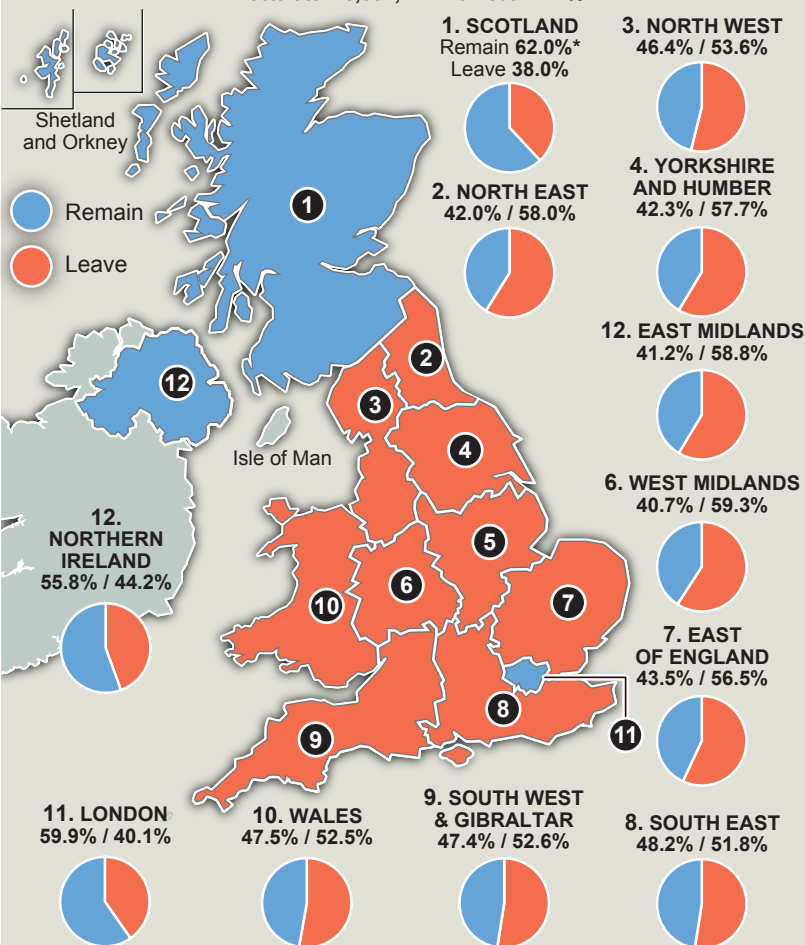 1. SCOTLAND
Remain 62.0%*
Leave 38.0%
3. NORTH WEST
46.4% / 53.6%
Shetland
and Orkney
Remain
Leave
2. NORTH EAST
42.0% / 58.0%
4. YORKSHIRE
AND HUMBER
42.3% / 57.7%
12. EAST MIDLANDS
41.2% / 58.8%
6. WEST MIDLANDS
40.7% / 59.3%
7. EAST
OF ENGLAND
43.5% / 56.5%
Isle of Man
12.
NORTHERN
IRELAND
55.8% / 44.2%
1
2
12
3
4
5
6
7
10
8
9
11
11. LONDON
59.9% / 40.1%
10. WALES
47.5% / 52.5%
9. SOUTH WEST
& GIBRALTAR
47.4% / 52.6%
8. SOUTH EAST
48.2% / 51.8%